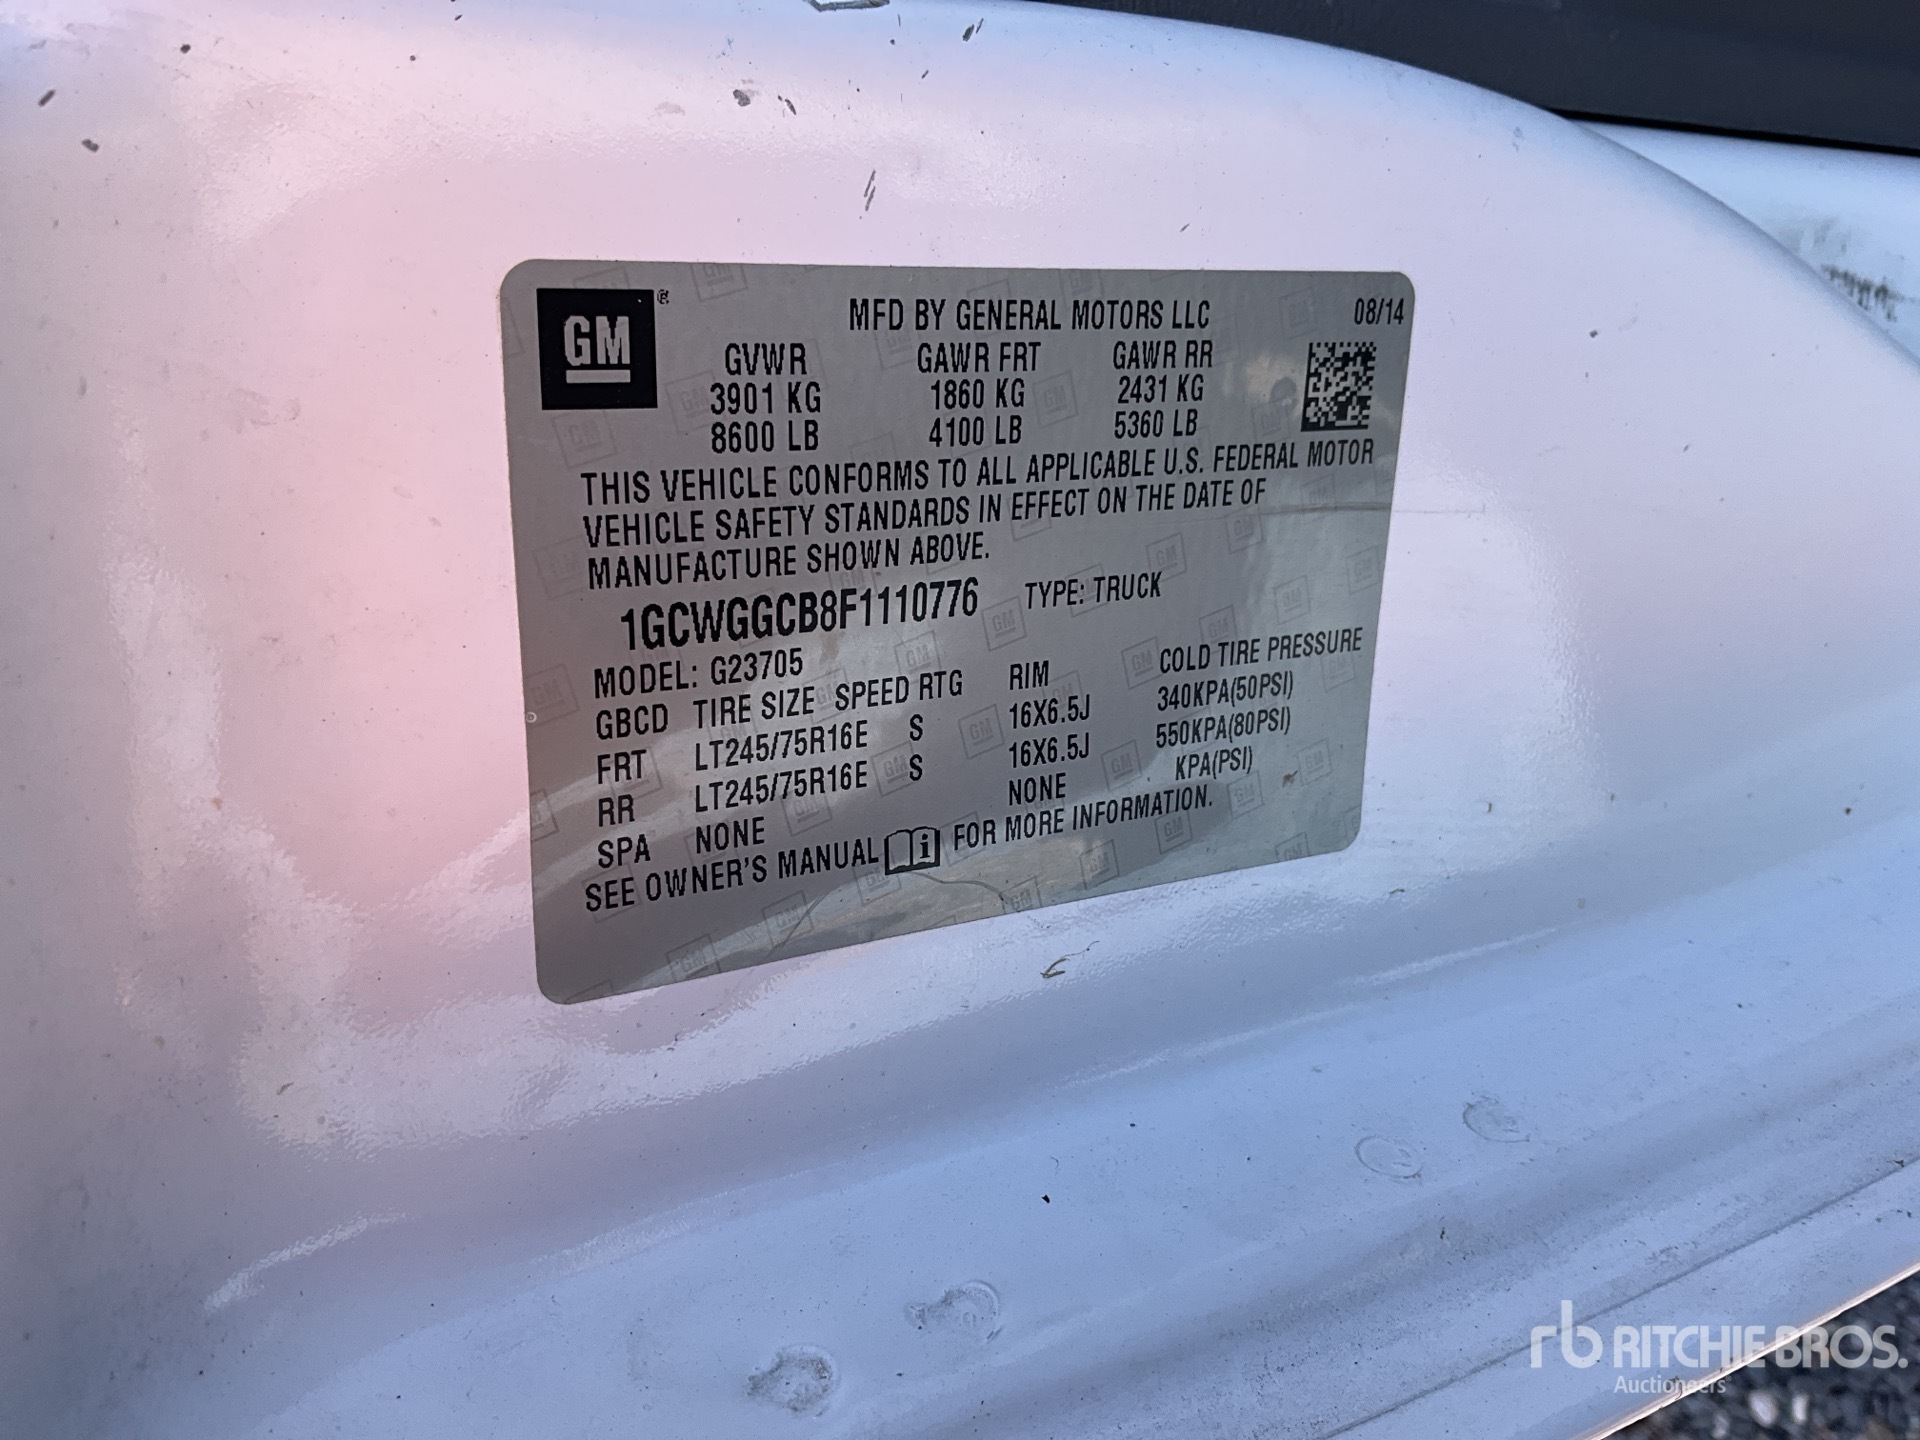 GM®
MFD BY GENERAL MOTORS LLC 08/14
GVWR GAWR FRT GAWR RR
3901 KG 1860 KG 2431 KG
8600 LB 4100 LB 5360 LB
THIS VEHICLE CONFORMS TO ALL APPLICABLE U.S. FEDERAL MOTOR
VEHICLE SAFETY STANDARDS IN EFFECT ON THE DATE OF
MANUFACTURE SHOWN ABOVE.
1GCWGGCB8F1110776 TYPE: TRUCK
MODEL: G23705
GBCD TIRE SIZE SPEED RTG RIM COLD TIRE PRESSURE
FRT LT245/75R16E S 16X6.5J 340KPA(50PSI)
RR LT245/75R16E S 16X6.5J 550KPA(80PSI)
SPA NONE NONE KPA(PSI)
SEE OWNER'S MANUAL i FOR MORE INFORMATION.
rb RITCHIE BROS.
Auctioneers